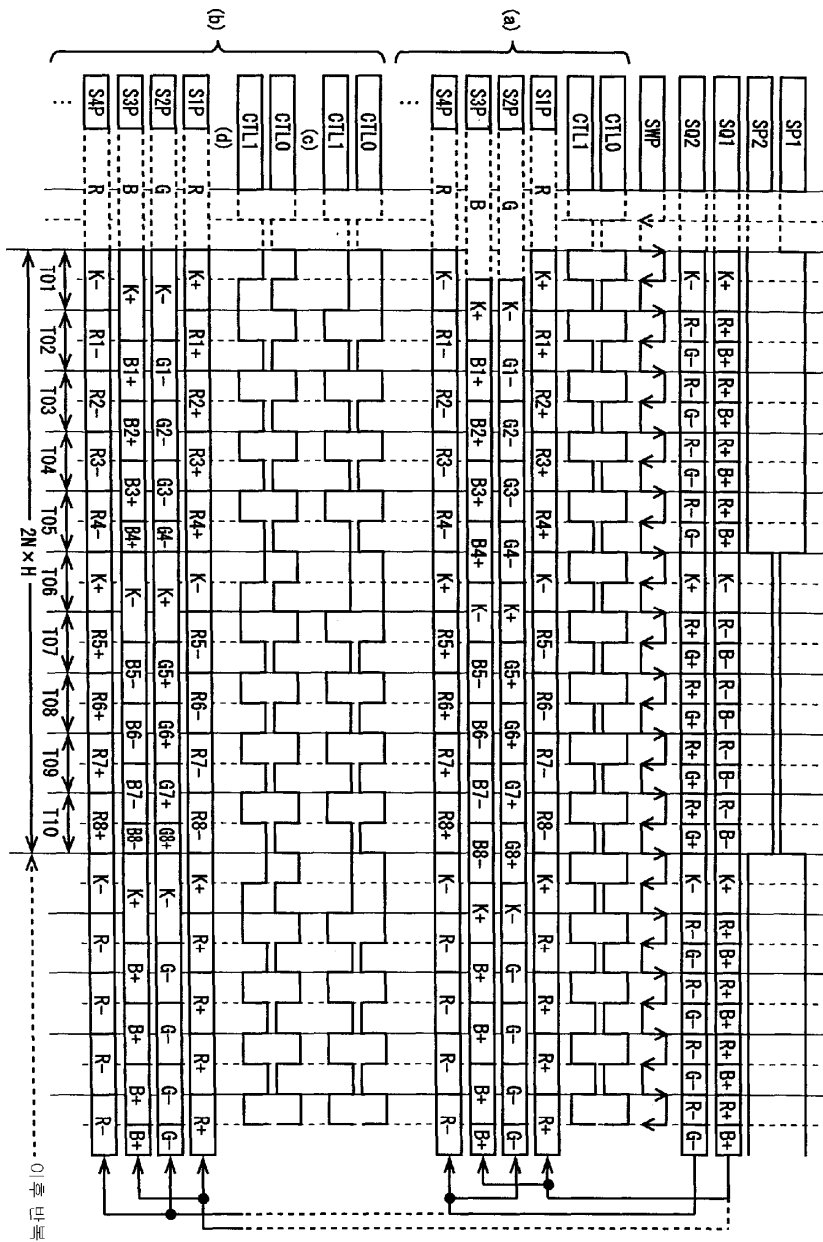 SP1
SP2
SQ1 K+ R+ B+ R+ B+ R+ B+ R+ B+ K- R- B- R- B- R- B- R- B- K+ R+ B+ R+ B+ R+ B+ R+ B+
SQ2 K- R- G- R- G- R- G- R- G- K+ R+ G+ R+ G+ R+ G+ R+ G+ K- R- G- R- G- R- G- R- G-
SWP
(a)
CTL0
CTL1
S1P R K+ R1+ R2+ R3+ R4+ K- R5- R6- R7- R8- K+ R+ R+ R+ R+
S2P G K- G1- G2- G3- G4- K+ G5+ G6+ G7+ G8+ K- G- G- G- G-
S3P B K+ B1+ B2+ B3+ B4+ K- B5- B6- B7- B8- K+ B+ B+ B+ B+
S4P R K- R1- R2- R3- R4- K+ R5+ R6+ R7+ R8+ K- R- R- R- R-
⋮
(b)
CTL0
(c)
CTL1
CTL0
(d)
CTL1
S1P R K+ R1+ R2+ R3+ R4+ K- R5- R6- R7- R8- K+ R+ R+ R+ R+
S2P G K- G1- G2- G3- G4- K+ G5+ G6+ G7+ G8+ K- G- G- G- G-
S3P B K+ B1+ B2+ B3+ B4+ K- B5- B6- B7- B8- K+ B+ B+ B+ B+
S4P R K- R1- R2- R3- R4- K+ R5+ R6+ R7+ R8+ K- R- R- R- R-
⋮
T01 T02 T03 T04 T05 T06 T07 T08 T09 T10
2N×H
이후 반복